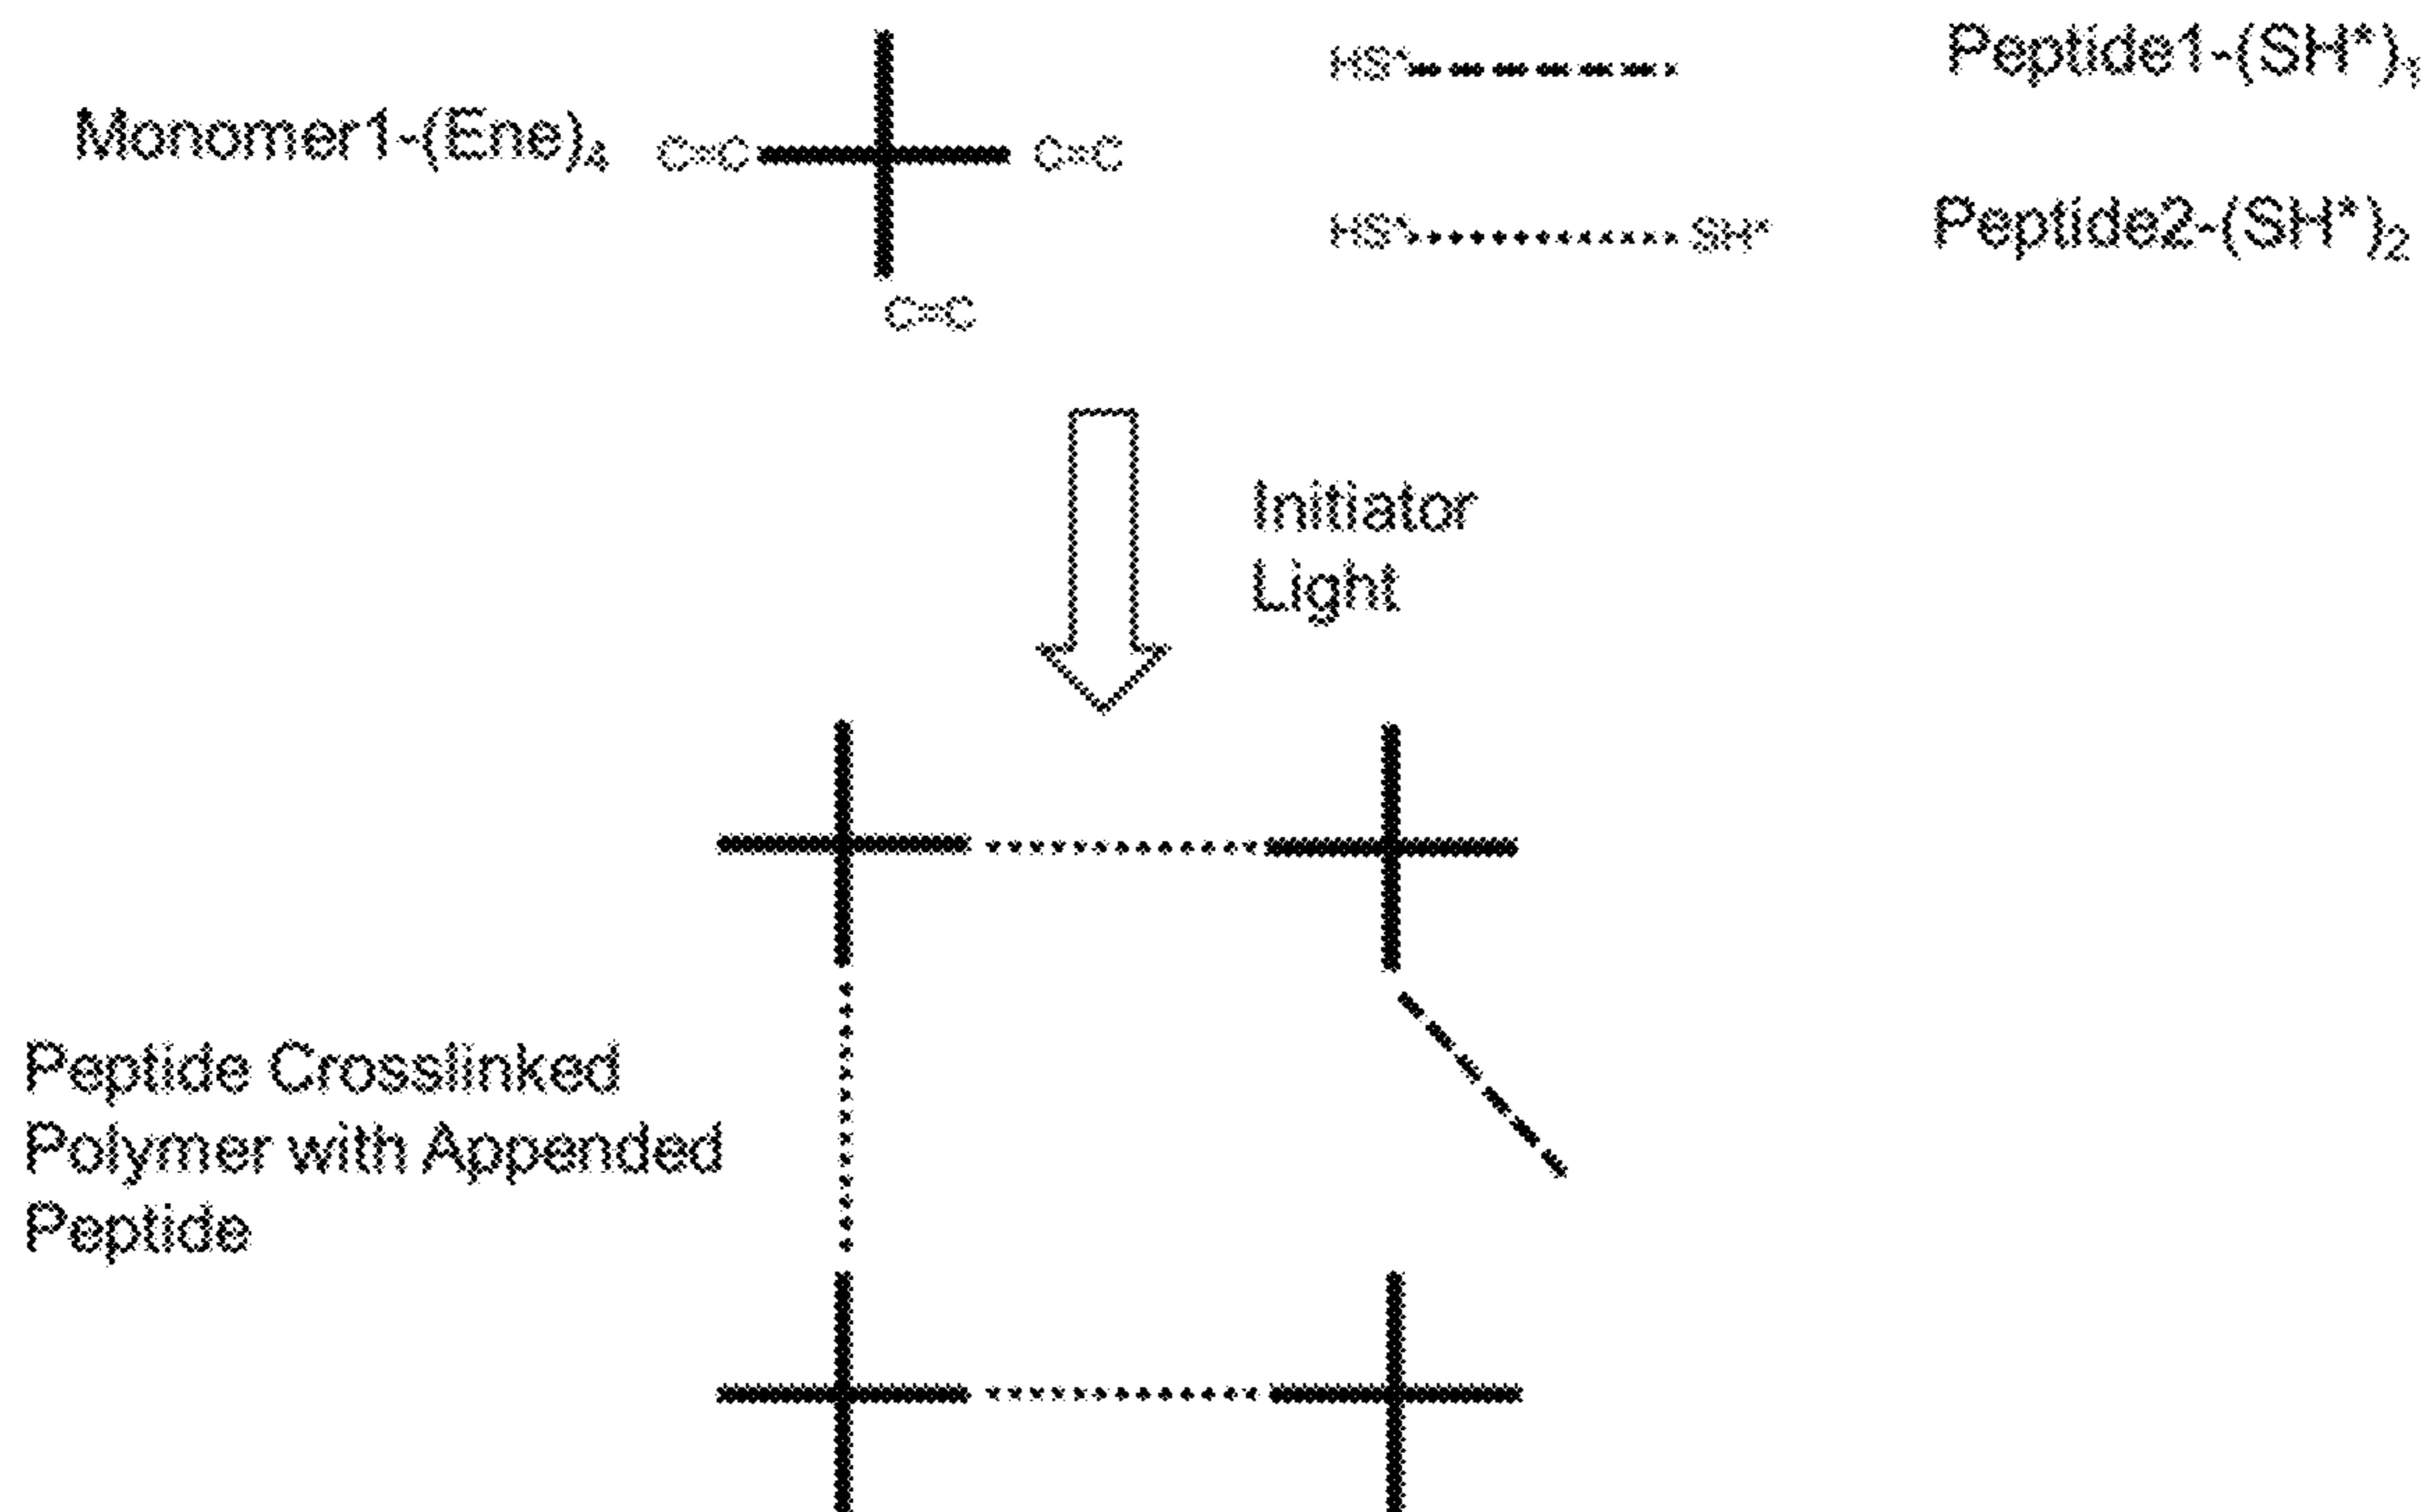 HS* Peptide1-(SH*)₁
Monomer1-(Ene)₄ C=C C=C
HS* SH* Peptide2-(SH*)₂
C=C
Initiator
Light
Peptide Crosslinked
Polymer with Appended
Peptide